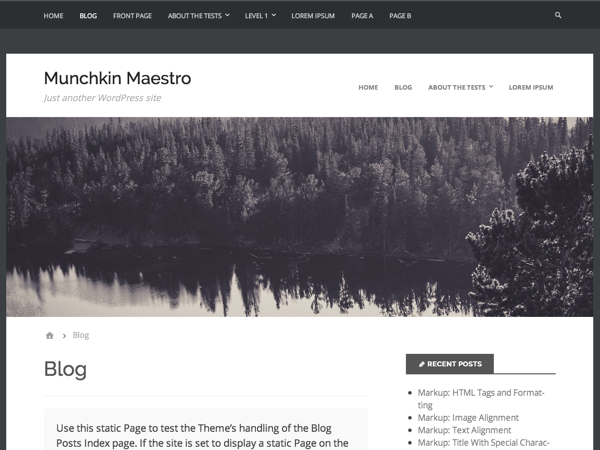 HOME BLOG FRONT PAGE ABOUT THE TESTS LEVEL 1 LOREM IPSUM PAGE A PAGE B
Munchkin Maestro
Just another WordPress site
HOME BLOG ABOUT THE TESTS LOREM IPSUM
Blog
Blog
Use this static Page to test the Theme's handling of the Blog
Posts Index page. If the site is set to display a static Page on the
RECENT POSTS
Markup: HTML Tags and Format-
ting
Markup: Image Alignment
Markup: Text Alignment
Markup: Title With Special Charac-